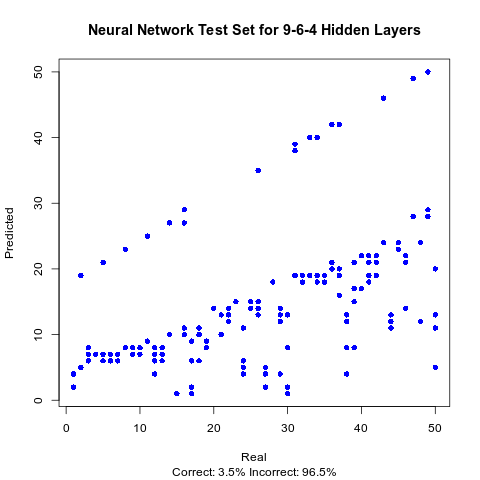 Neural Network Test Set for 9-6-4 Hidden Layers
Predicted
50
40
30
20
10
0
0 10 20 30 40 50
Real
Correct: 3.5% Incorrect: 96.5%